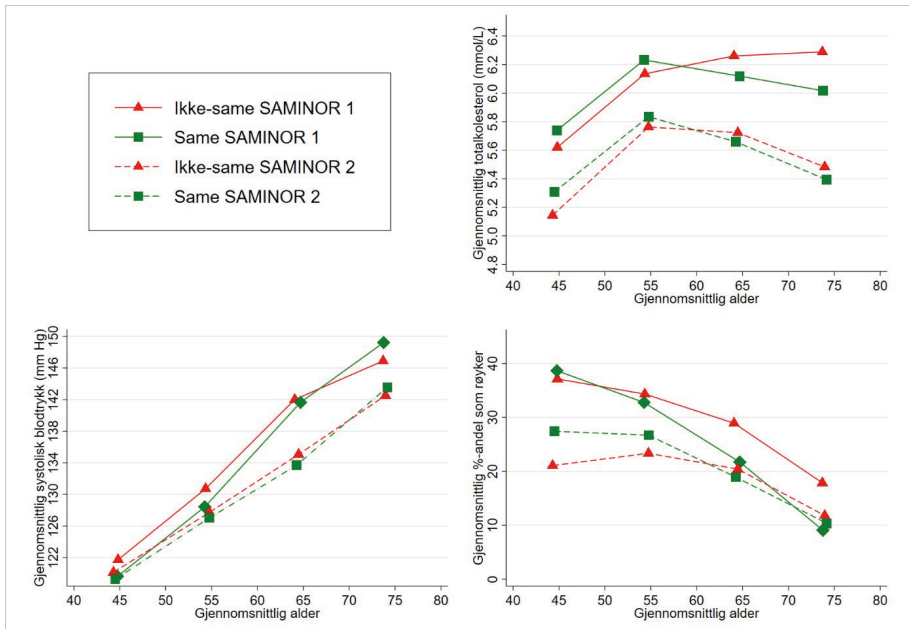 Ikke-same SAMINOR 1
Same SAMINOR 1
Ikke-same SAMINOR 2
Same SAMINOR 2
Gjennomsnittlig totalkolesterol (mmol/L)
6.4
6.2
6.0
5.8
5.6
5.4
5.2
5.0
4.8
40 45 50 55 60 65 70 75 80
Gjennomsnittlig alder
Gjennomsnittlig systolisk blodtrykk (mm Hg)
150
146
142
138
134
130
126
122
40 45 50 55 60 65 70 75 80
Gjennomsnittlig alder
Gjennomsnittlig %-andel som røyker
40
30
20
10
0
40 45 50 55 60 65 70 75 80
Gjennomsnittlig alder